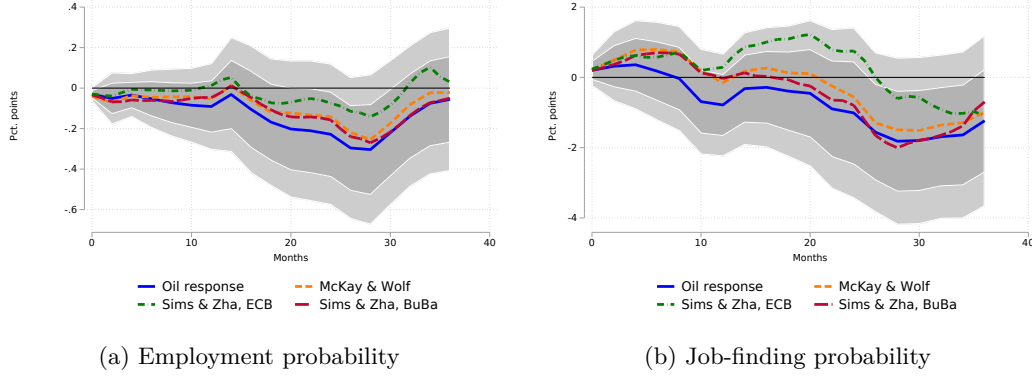 .4
.2
0
-.2
-.4
-.6
Pct. points
0
10
20
30
40
Months
Oil response
McKay & Wolf
Sims & Zha, ECB
Sims & Zha, BuBa
(a) Employment probability
2
0
-2
-4
Pct. points
0
10
20
30
40
Months
Oil response
McKay & Wolf
Sims & Zha, ECB
Sims & Zha, BuBa
(b) Job-finding probability